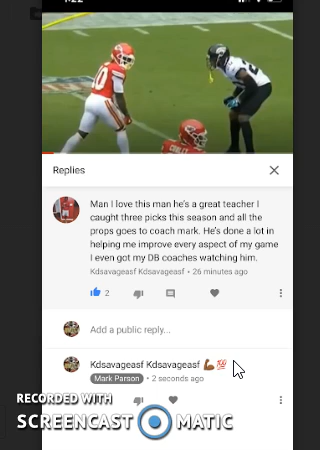 Replies
Man I love this man he's a great teacher I
caught three picks this season and all the
props goes to coach mark. He's done a lot in
helping me improve every aspect of my game
I even got my DB coaches watching him.
Kdsavageasf Kdsavageasf • 26 minutes ago
2
Add a public reply...
Kdsavageasf Kdsavageasf 💪🏾💯
Mark Parson • 2 seconds ago
RECORDED WITH
SCREENCAST MATIC